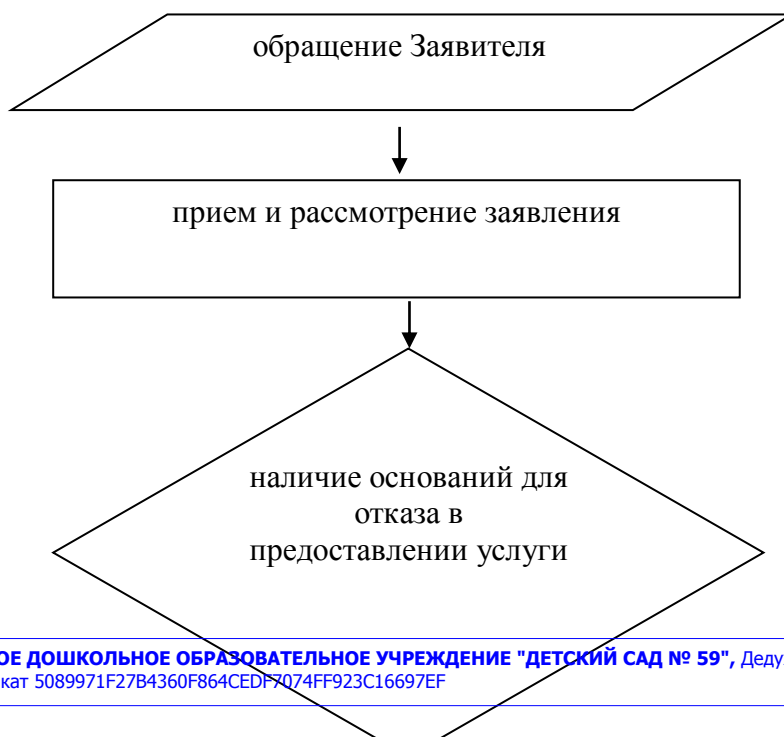 обращение Заявителя
прием и рассмотрение заявления
наличие оснований для
отказа в
предоставлении услуги
ОЕ ДОШКОЛЬНОЕ ОБРАЗОВАТЕЛЬНОЕ УЧРЕЖДЕНИЕ "ДЕТСКИЙ САД № 59", Деду
кат 5089971F27B4360F864CEDF7074FF923C16697EF